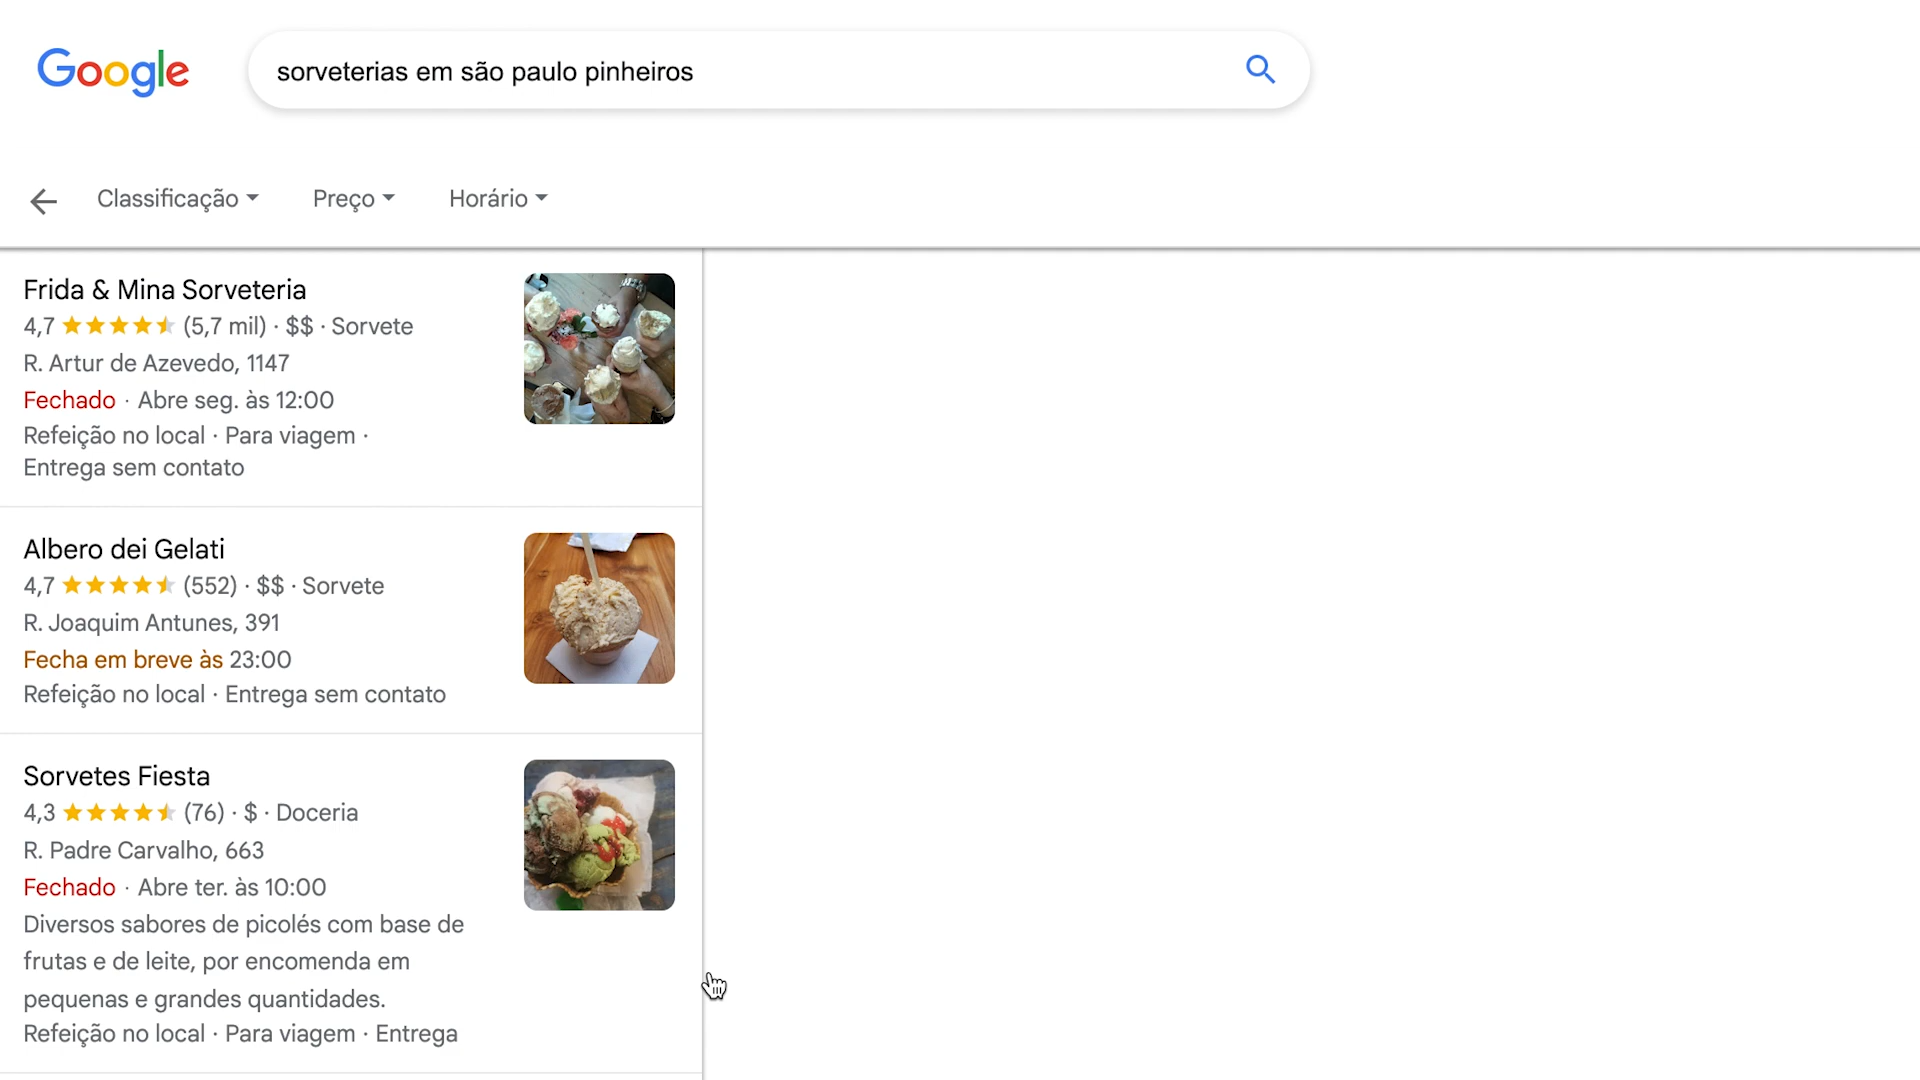 Google
sorveterias em são paulo pinheiros
Classificação
Preço
Horário
Frida & Mina Sorveteria
4,7 (5,7 mil) · $$ · Sorvete
R. Artur de Azevedo, 1147
Fechado · Abre seg. às 12:00
Refeição no local · Para viagem ·
Entrega sem contato
Albero dei Gelati
4,7 (552) · $$ · Sorvete
R. Joaquim Antunes, 391
Fecha em breve às 23:00
Refeição no local · Entrega sem contato
Sorvetes Fiesta
4,3 (76) · $ · Doceria
R. Padre Carvalho, 663
Fechado · Abre ter. às 10:00
Diversos sabores de picolés com base de
frutas e de leite, por encomenda em
pequenas e grandes quantidades.
Refeição no local · Para viagem · Entrega